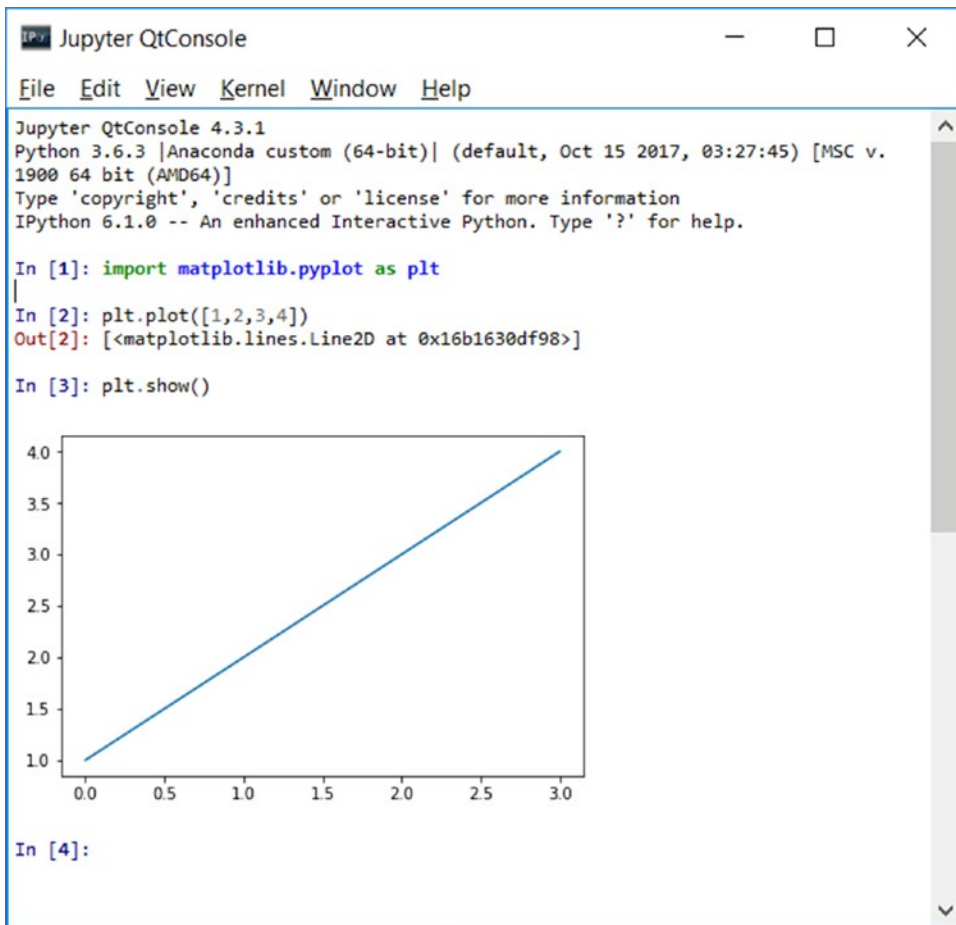 IP[y] Jupyter QtConsole
File Edit View Kernel Window Help
Jupyter QtConsole 4.3.1
Python 3.6.3 |Anaconda custom (64-bit)| (default, Oct 15 2017, 03:27:45) [MSC v.
1900 64 bit (AMD64)]
Type 'copyright', 'credits' or 'license' for more information
IPython 6.1.0 -- An enhanced Interactive Python. Type '?' for help.
In [1]: import matplotlib.pyplot as plt
In [2]: plt.plot([1,2,3,4])
Out[2]: [<matplotlib.lines.Line2D at 0x16b1630df98>]
In [3]: plt.show()
4.0
3.5
3.0
2.5
2.0
1.5
1.0
0.0 0.5 1.0 1.5 2.0 2.5 3.0
In [4]: